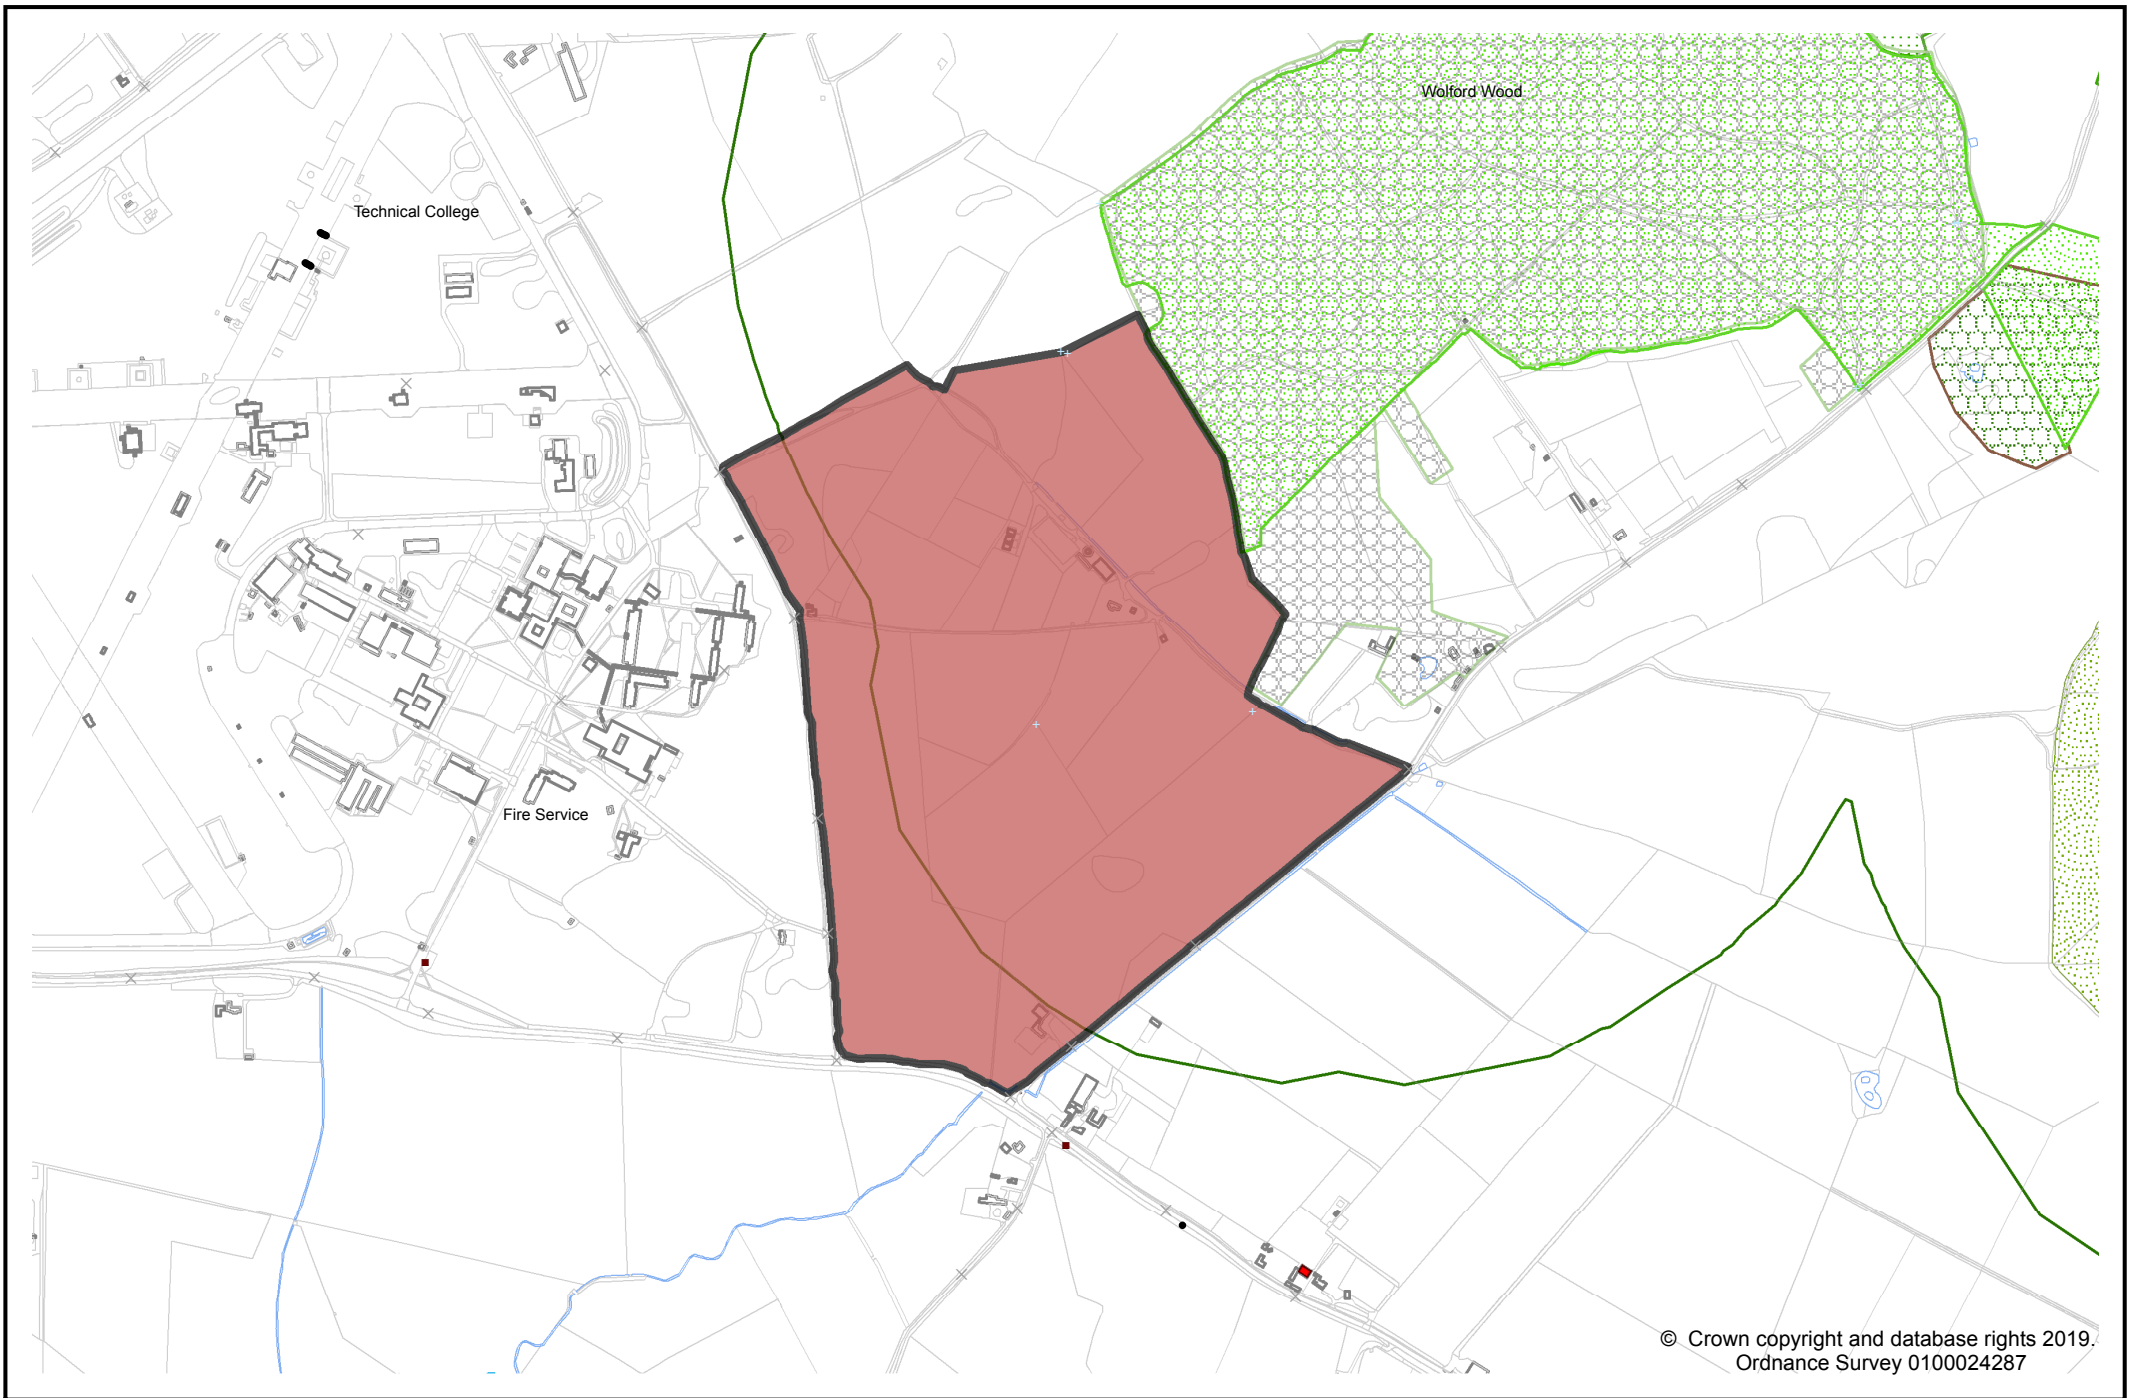 Wolford Wood
Technical College
Fire Service
© Crown copyright and database rights 2019.
Ordnance Survey 0100024287